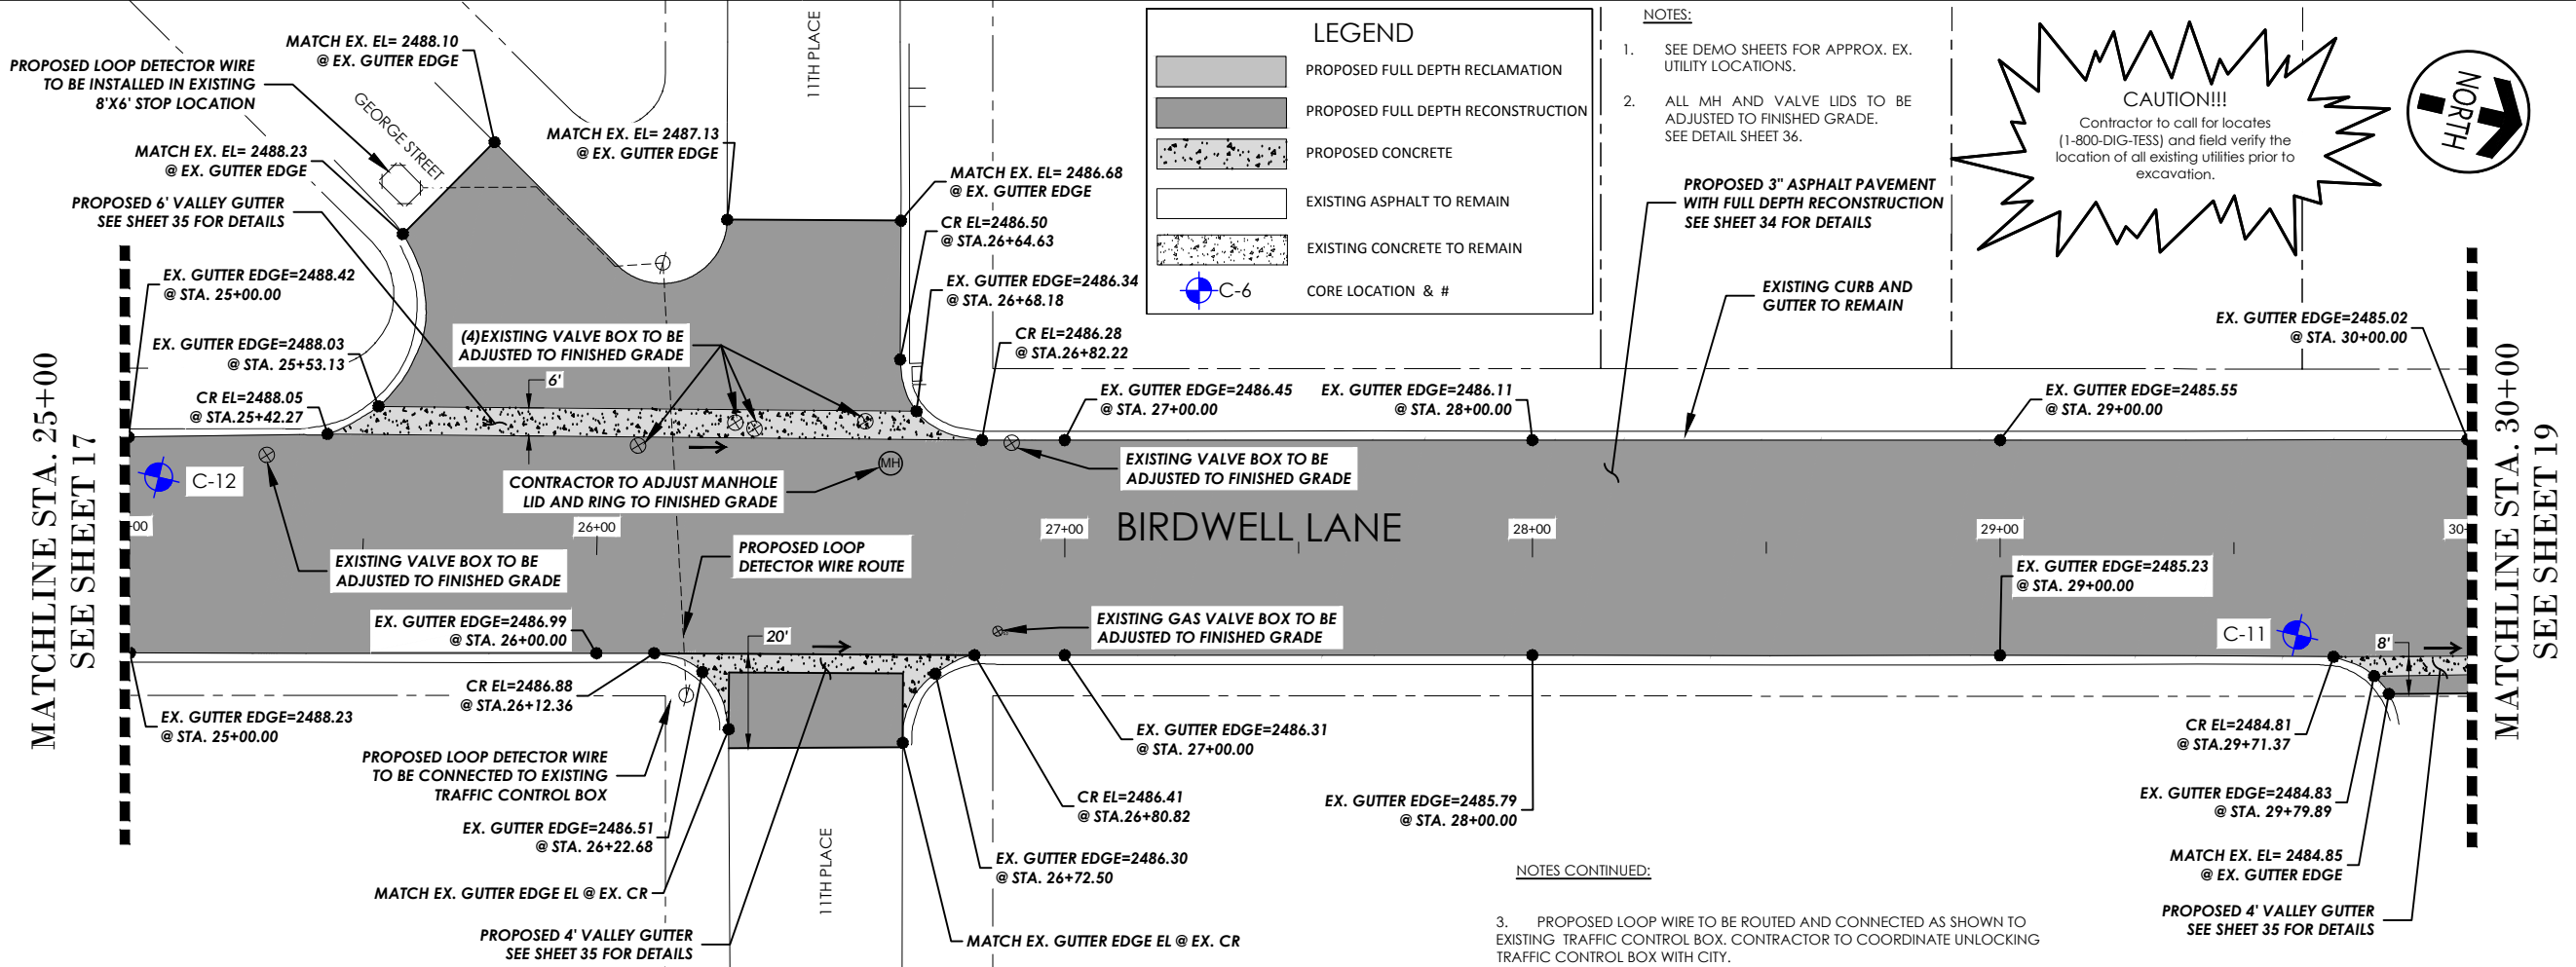 MATCH EX. EL= 2488.10
@ EX. GUTTER EDGE
PROPOSED LOOP DETECTOR WIRE
TO BE INSTALLED IN EXISTING
8'X6' STOP LOCATION
GEORGE STREET
MATCH EX. EL= 2488.23
@ EX. GUTTER EDGE
PROPOSED 6' VALLEY GUTTER
SEE SHEET 35 FOR DETAILS
MATCH EX. EL= 2487.13
@ EX. GUTTER EDGE
11TH PLACE
MATCH EX. EL= 2486.68
@ EX. GUTTER EDGE
CR EL=2486.50
@ STA.26+64.63
EX. GUTTER EDGE=2486.34
@ STA. 26+68.18
CR EL=2486.28
@ STA.26+82.22
LEGEND
PROPOSED FULL DEPTH RECLAMATION
PROPOSED FULL DEPTH RECONSTRUCTION
PROPOSED CONCRETE
EXISTING ASPHALT TO REMAIN
EXISTING CONCRETE TO REMAIN
C-6
CORE LOCATION & #
NOTES:
1. SEE DEMO SHEETS FOR APPROX. EX.
UTILITY LOCATIONS.
2. ALL MH AND VALVE LIDS TO BE
ADJUSTED TO FINISHED GRADE.
SEE DETAIL SHEET 36.
PROPOSED 3" ASPHALT PAVEMENT
WITH FULL DEPTH RECONSTRUCTION
SEE SHEET 34 FOR DETAILS
CAUTION!!!
Contractor to call for locates
(1-800-DIG-TESS) and field verify the
location of all existing utilities prior to
excavation.
NORTH
EXISTING CURB AND
GUTTER TO REMAIN
EX. GUTTER EDGE=2485.02
@ STA. 30+00.00
MATCHLINE STA. 25+00
SEE SHEET 17
EX. GUTTER EDGE=2488.42
@ STA. 25+00.00
EX. GUTTER EDGE=2488.03
@ STA. 25+53.13
CR EL=2488.05
@ STA.25+42.27
(4)EXISTING VALVE BOX TO BE
ADJUSTED TO FINISHED GRADE
6'
EX. GUTTER EDGE=2486.45
@ STA. 27+00.00
EX. GUTTER EDGE=2486.11
@ STA. 28+00.00
EX. GUTTER EDGE=2485.55
@ STA. 29+00.00
MATCHLINE STA. 30+00
SEE SHEET 19
C-12
CONTRACTOR TO ADJUST MANHOLE
LID AND RING TO FINISHED GRADE
MH
EXISTING VALVE BOX TO BE
ADJUSTED TO FINISHED GRADE
-00
26+00
27+00
BIRDWELL LANE
28+00
29+00
30-
EXISTING VALVE BOX TO BE
ADJUSTED TO FINISHED GRADE
PROPOSED LOOP
DETECTOR WIRE ROUTE
EX. GUTTER EDGE=2485.23
@ STA. 29+00.00
EX. GUTTER EDGE=2486.99
@ STA. 26+00.00
20'
EXISTING GAS VALVE BOX TO BE
ADJUSTED TO FINISHED GRADE
C-11
8'
CR EL=2486.88
@ STA.26+12.36
EX. GUTTER EDGE=2488.23
@ STA. 25+00.00
PROPOSED LOOP DETECTOR WIRE
TO BE CONNECTED TO EXISTING
TRAFFIC CONTROL BOX
EX. GUTTER EDGE=2486.51
@ STA. 26+22.68
MATCH EX. GUTTER EDGE EL @ EX. CR
PROPOSED 4' VALLEY GUTTER
SEE SHEET 35 FOR DETAILS
11TH PLACE
EX. GUTTER EDGE=2486.31
@ STA. 27+00.00
CR EL=2486.41
@ STA.26+80.82
EX. GUTTER EDGE=2486.30
@ STA. 26+72.50
MATCH EX. GUTTER EDGE EL @ EX. CR
EX. GUTTER EDGE=2485.79
@ STA. 28+00.00
CR EL=2484.81
@ STA.29+71.37
EX. GUTTER EDGE=2484.83
@ STA. 29+79.89
MATCH EX. EL= 2484.85
@ EX. GUTTER EDGE
PROPOSED 4' VALLEY GUTTER
SEE SHEET 35 FOR DETAILS
NOTES CONTINUED:
3. PROPOSED LOOP WIRE TO BE ROUTED AND CONNECTED AS SHOWN TO
EXISTING TRAFFIC CONTROL BOX. CONTRACTOR TO COORDINATE UNLOCKING
TRAFFIC CONTROL BOX WITH CITY.